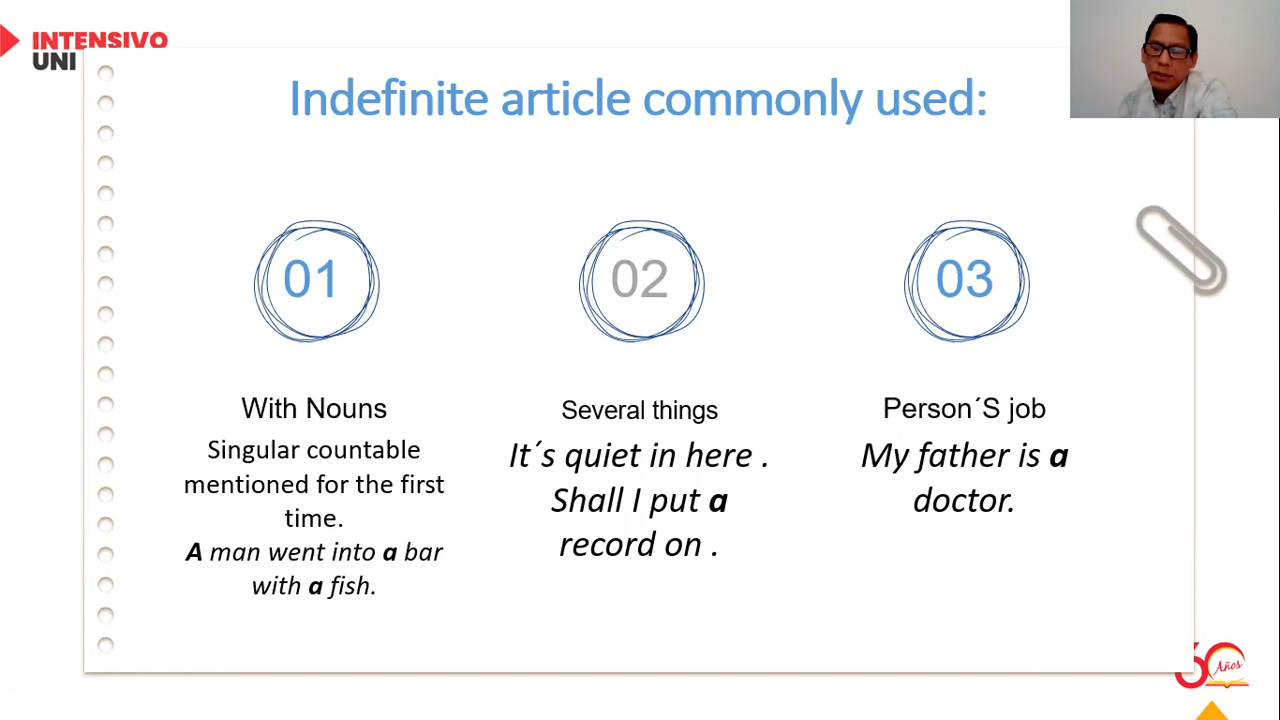 INTENSIVO
UNI
Indefinite article commonly used:
01
02
03
With Nouns
Singular countable
mentioned for the first
time.
A man went into a bar
with a fish.
Several things
It´s quiet in here .
Shall I put a
record on .
Person´S job
My father is a
doctor.
60
Años